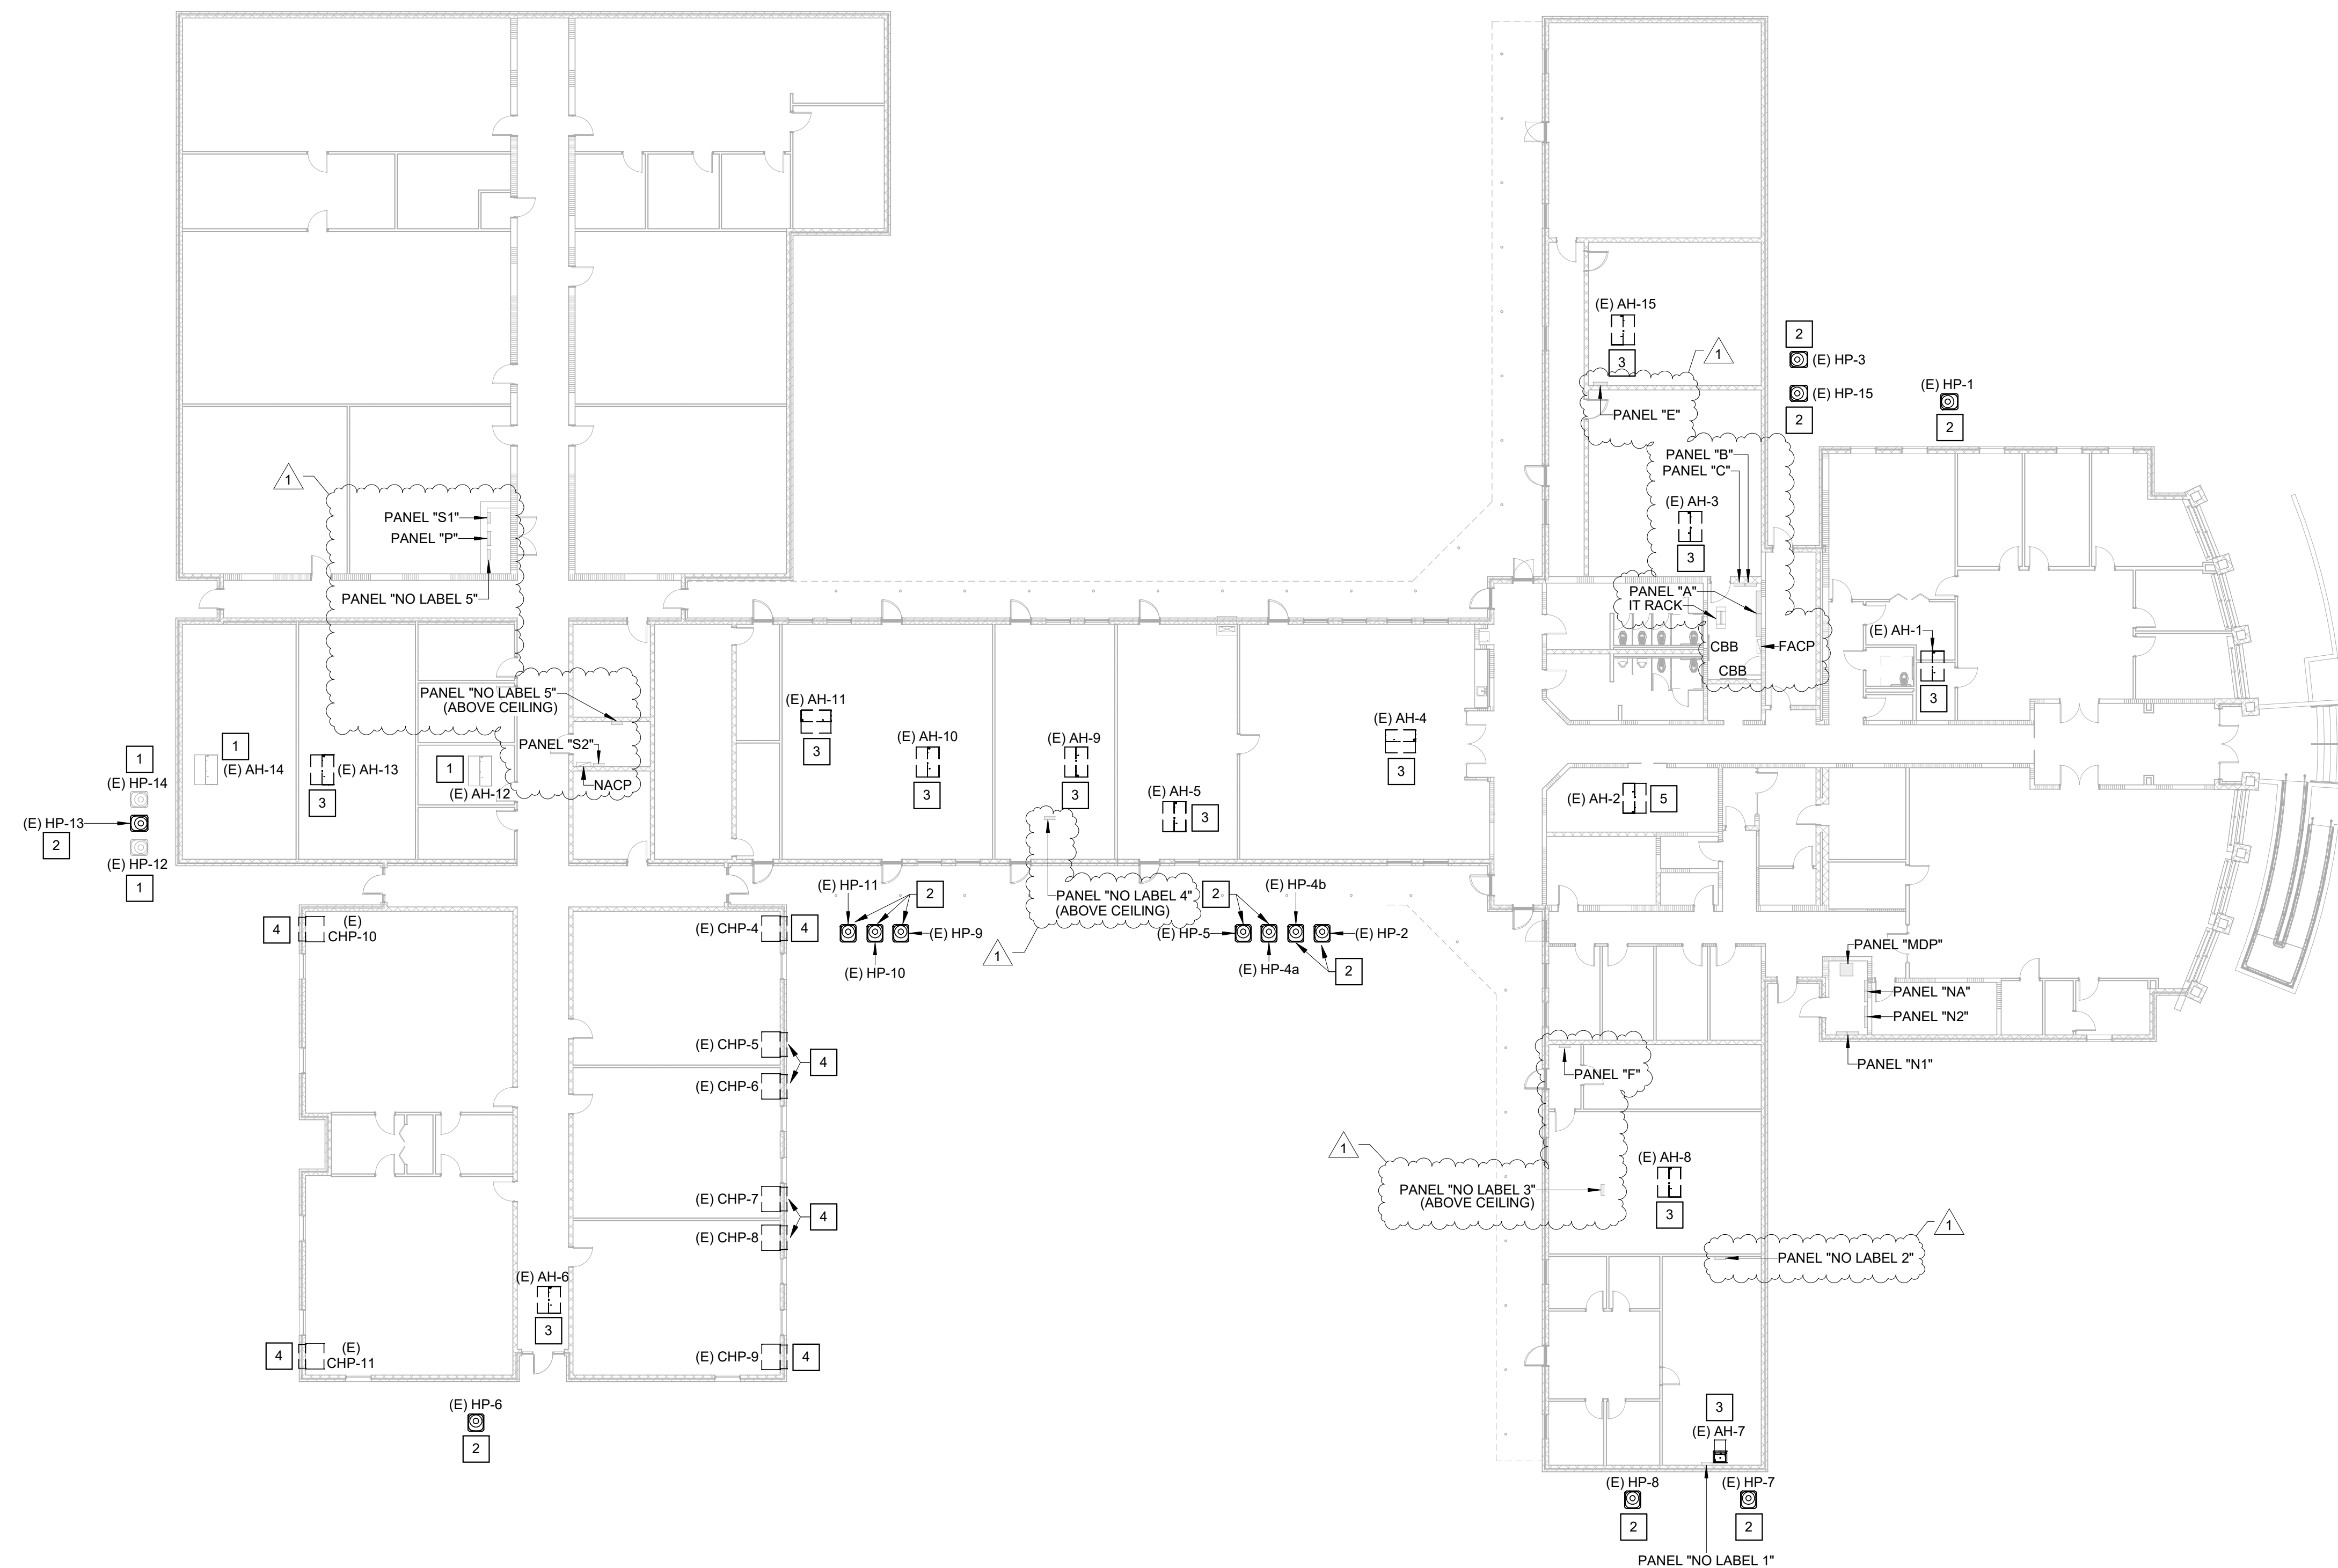 (E) AH-15
3
1
PANEL "E"
2
(E) HP-3
(E) HP-15
2
(E) HP-1
2
PANEL "B"
PANEL "C"
1
(E) AH-3
3
PANEL "S1"
PANEL "P"
PANEL "NO LABEL 5"
PANEL "A"
IT RACK
CBB
FACP
CBB
(E) AH-1
3
PANEL "NO LABEL 5"
(ABOVE CEILING)
(E) AH-11
3
(E) AH-10
3
(E) AH-9
3
(E) AH-4
3
PANEL "S2"
NACP
1
(E) HP-14
1
(E) AH-14
(E) AH-13
3
1
(E) AH-12
(E) AH-5
3
(E) AH-2
5
(E) HP-13
2
(E) HP-12
1
(E) HP-11
2
PANEL "NO LABEL 4"
(ABOVE CEILING)
2
(E) HP-4b
4
(E)
CHP-10
(E) CHP-4
4
(E) HP-9
(E) HP-10
1
(E) HP-5
(E) HP-4a
(E) HP-2
2
PANEL "MDP"
PANEL "NA"
PANEL "N2"
PANEL "N1"
(E) CHP-5
4
(E) CHP-6
PANEL "F"
1
PANEL "NO LABEL 3"
(ABOVE CEILING)
(E) AH-8
3
(E) CHP-7
4
(E) CHP-8
1
PANEL "NO LABEL 2"
(E) AH-6
3
4
(E)
CHP-11
(E) CHP-9
4
(E) HP-6
2
3
(E) AH-7
(E) HP-8
2
(E) HP-7
2
PANEL "NO LABEL 1"